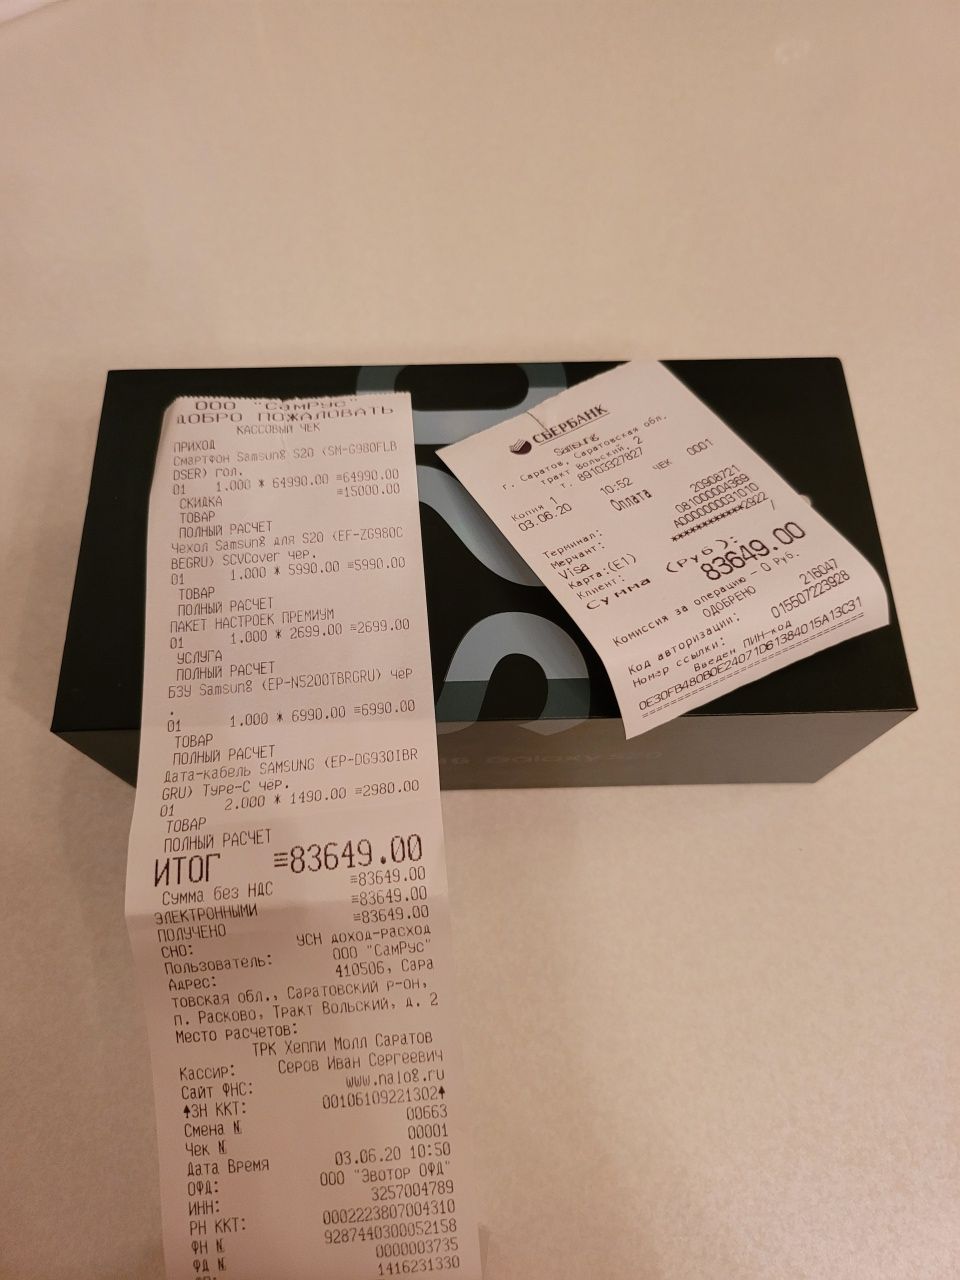 ООО "СамРус"
ДОБРО ПОЖАЛОВАТЬ
КАССОВЫЙ ЧЕК
ПРИХОД
Смартфон Samsung S20 (SM-G980FLB
DSER) гол.
01 1.000 * 64990.00 ≡64990.00
СКИДКА ≡15000.00
ТОВАР
ПОЛНЫЙ РАСЧЕТ
Чехол Samsung для S20 (EF-ZG980C
BEGRU) SCVCover чер.
01 1.000 * 5990.00 ≡5990.00
ТОВАР
ПОЛНЫЙ РАСЧЕТ
ПАКЕТ НАСТРОЕК ПРЕМИУМ
01 1.000 * 2699.00 ≡2699.00
УСЛУГА
ПОЛНЫЙ РАСЧЕТ
БЗУ Samsung (EP-N5200TBRGRU) чер
.
01 1.000 * 6990.00 ≡6990.00
ТОВАР
ПОЛНЫЙ РАСЧЕТ
Дата-кабель SAMSUNG (EP-DG930IBR
GRU) Type-C чер.
01 2.000 * 1490.00 ≡2980.00
ТОВАР
ПОЛНЫЙ РАСЧЕТ
ИТОГ ≡83649.00
Сумма без НДС ≡83649.00
ЭЛЕКТРОННЫМИ ≡83649.00
ПОЛУЧЕНО ≡83649.00
СНО: УСН доход-расход
Пользователь: ООО "СамРус"
Адрес: 410506, Сара
товская обл., Саратовский р-он,
п. Расково, Тракт Вольский, д. 2
Место расчетов:
ТРК Хеппи Молл Саратов
Кассир: Серов Иван Сергеевич
Сайт ФНС: www.nalog.ru
↑ЗН ККТ: 00106109221302↑
Смена № 00663
Чек № 00001
Дата Время 03.06.20 10:50
ОФД: ООО "Эвотор ОФД"
ИНН: 3257004789
РН ККТ: 0002223807004310
ФН № 9287440300052158
ФД № 0000003735
1416231330
СБЕРБАНК
Samsung
г. Саратов, Саратовская обл.
тракт Вольский, 2
т. 89103327827
Копия 1
03.06.20 10:52 ЧЕК 0001
Оплата
Терминал: 20908721
Мерчант: 081000004369
Visa A0000000031010
Карта:(E1) ************2922
Клиент: /
Сумма (Руб):
83649.00
Комиссия за операцию - 0 Руб.
ОДОБРЕНО
Код авторизации: 216047
Номер ссылки: 015507223928
Введен ПИН-код
0E30FB480B0E24071D61384015A13C31
S20